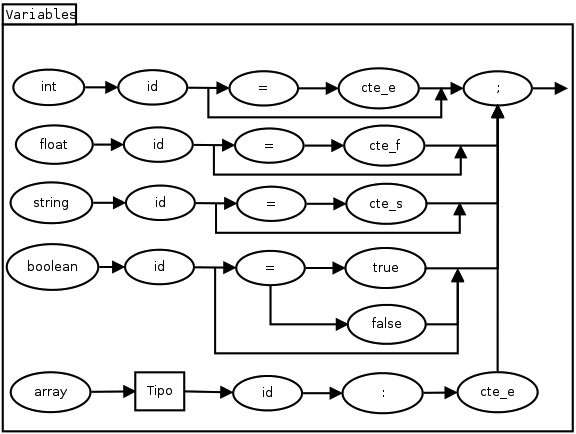 Variables
int id = cte_e ;
float id = cte_f
string id = cte_s
boolean id = true
false
array Tipo id : cte_e